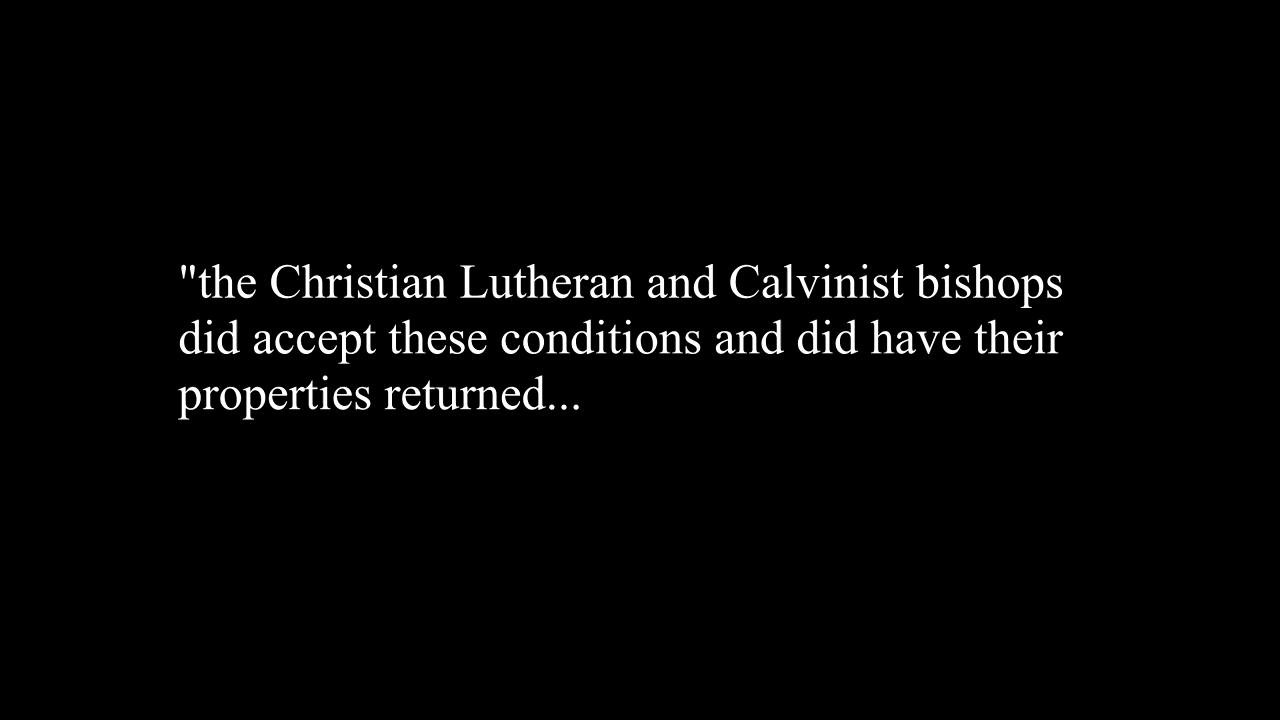 "the Christian Lutheran and Calvinist bishops
did accept these conditions and did have their
properties returned...